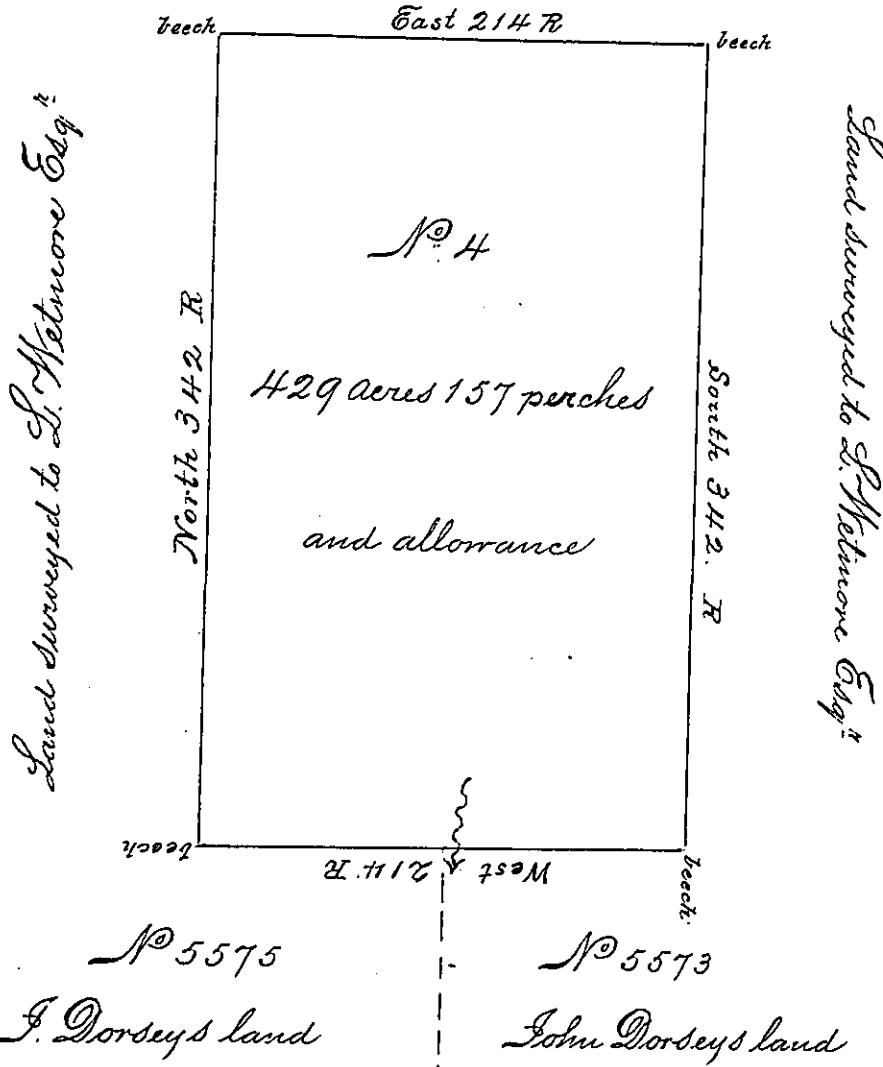 beech
East 214 R
beech
Land surveyed to L. Wetmore Esqr
North 342 R
No. 4
429 acres 157 perches
and allowance
South 342. R
Land surveyed to L. Wetmore Esqr
beech
West 214 R.
beech.
No 5575
No 5573
J. Dorseys land
John Dorseys land